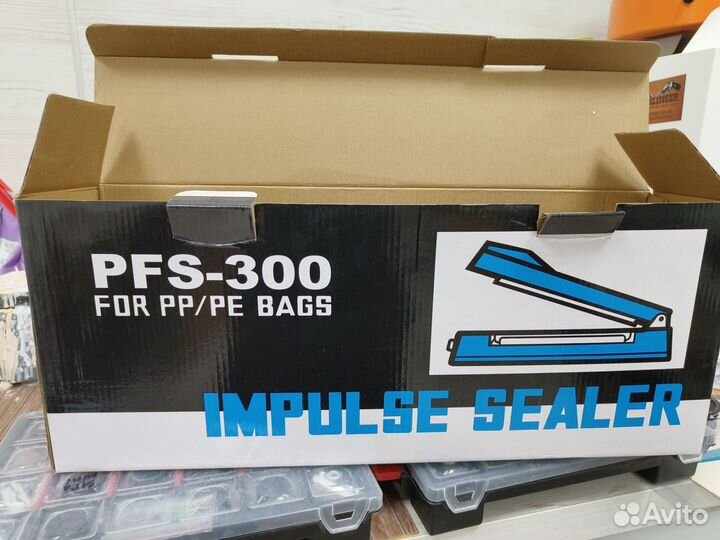 PFS-300
FOR PP/PE BAGS
IMPULSE SEALER
Avito